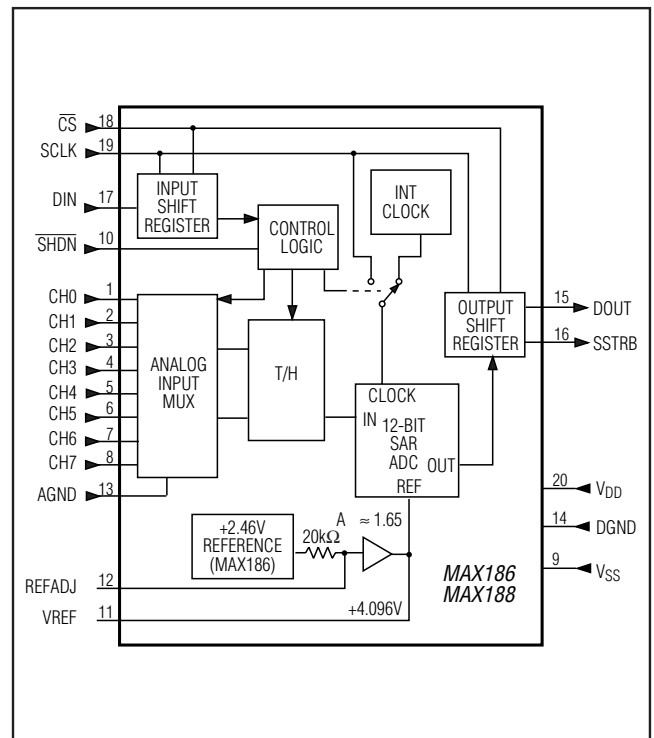 CS 18
SCLK 19
DIN 17
SHDN 10
CH0 1
CH1 2
CH2 3
CH3 4
CH4 5
CH5 6
CH6 7
CH7 8
AGND 13
REFADJ 12
VREF 11
INPUT
SHIFT
REGISTER
CONTROL
LOGIC
INT
CLOCK
ANALOG
INPUT
MUX
T/H
CLOCK
IN
12-BIT
SAR
ADC
OUT
REF
OUTPUT
SHIFT
REGISTER
15 DOUT
16 SSTRB
20 VDD
14 DGND
9 VSS
+2.46V
REFERENCE
(MAX186)
20kΩ
A ≈ 1.65
+4.096V
MAX186
MAX188